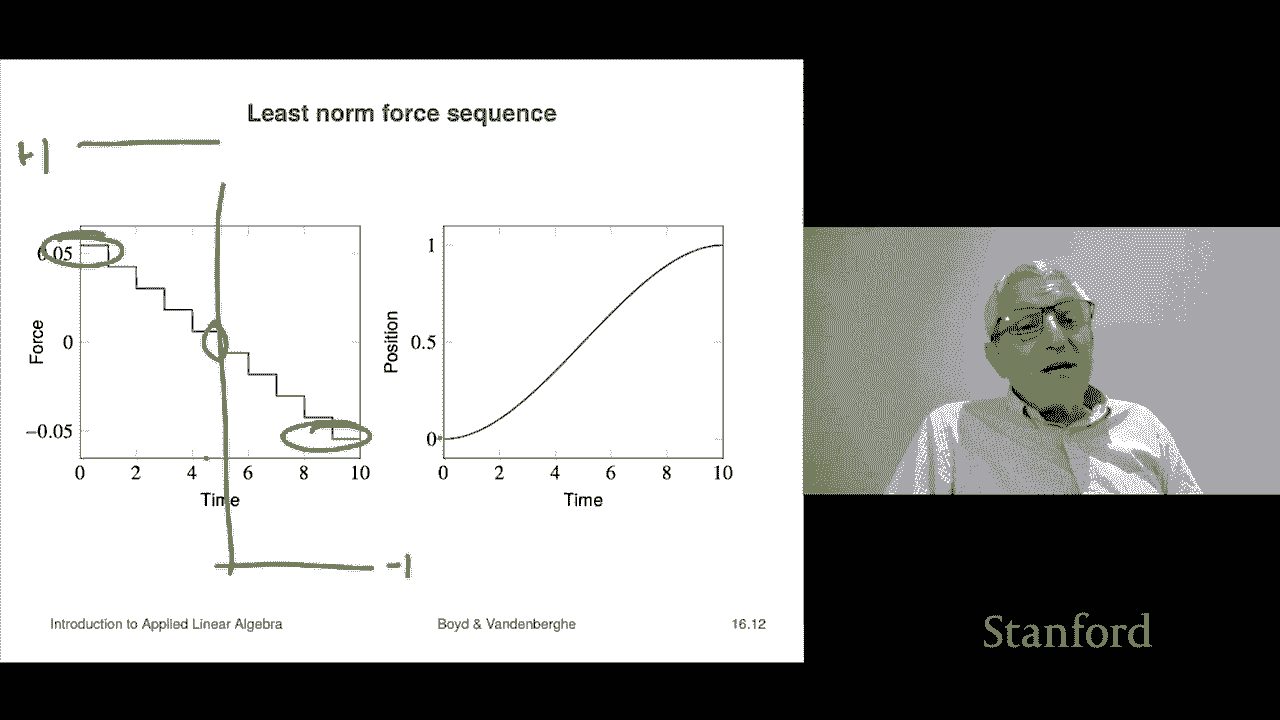 Least norm force sequence
+1
0.05
0
−0.05
Force
0 2 4 6 8 10
Time
1
0.5
0
Position
0 2 4 6 8 10
Time
-1
Introduction to Applied Linear Algebra Boyd & Vandenberghe 16.12
Stanford